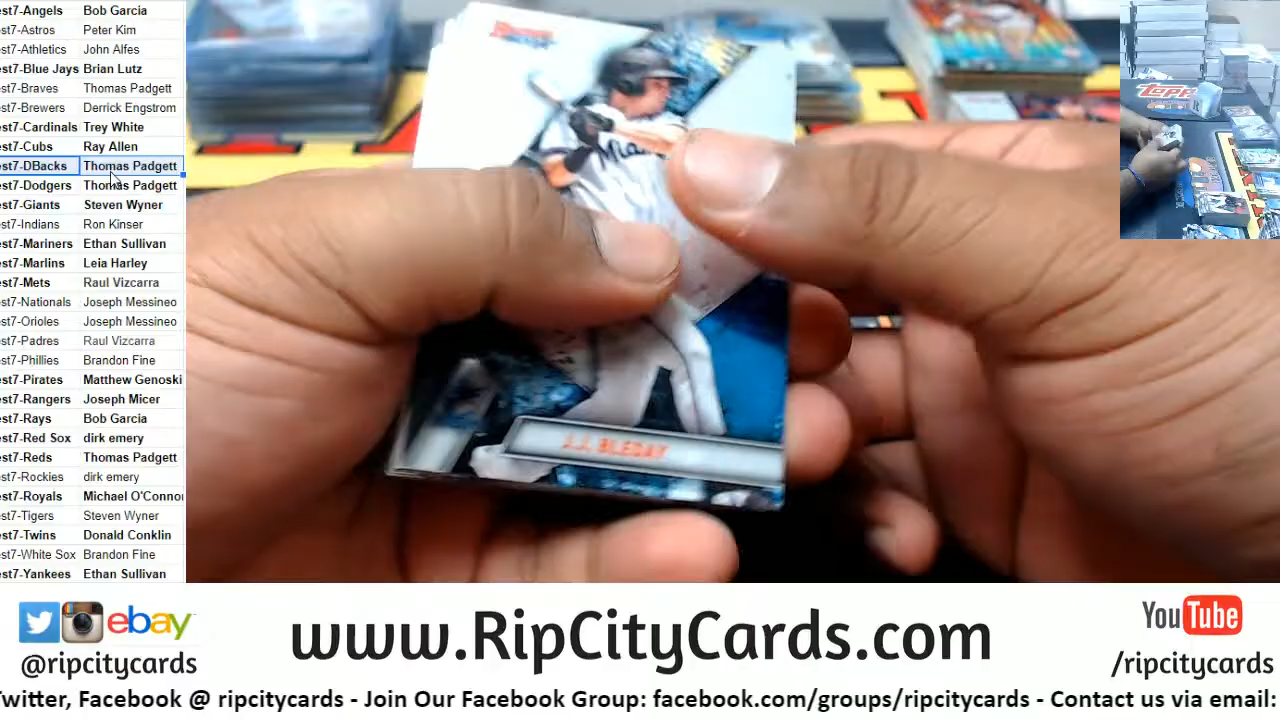 est7-Angels Bob Garcia
est7-Astros Peter Kim
est7-Athletics John Alfes
est7-Blue Jays Brian Lutz
est7-Braves Thomas Padgett
est7-Brewers Derrick Engstrom
est7-Cardinals Trey White
est7-Cubs Ray Allen
est7-DBacks Thomas Padgett
est7-Dodgers Thomas Padgett
est7-Giants Steven Wyner
est7-Indians Ron Kinser
est7-Mariners Ethan Sullivan
est7-Marlins Leia Harley
est7-Mets Raul Vizcarra
est7-Nationals Joseph Messineo
est7-Orioles Joseph Messineo
est7-Padres Raul Vizcarra
est7-Phillies Brandon Fine
est7-Pirates Matthew Genoski
est7-Rangers Joseph Micer
est7-Rays Bob Garcia
est7-Red Sox dirk emery
est7-Reds Thomas Padgett
est7-Rockies dirk emery
est7-Royals Michael O'Connor
est7-Tigers Steven Wyner
est7-Twins Donald Conklin
est7-White Sox Brandon Fine
est7-Yankees Ethan Sullivan
Topps
J.J. BLEDAY
ebay
@ripcitycards
www.RipCityCards.com
YouTube
/ripcitycards
Twitter, Facebook @ ripcitycards - Join Our Facebook Group: facebook.com/groups/ripcitycards - Contact us via email: